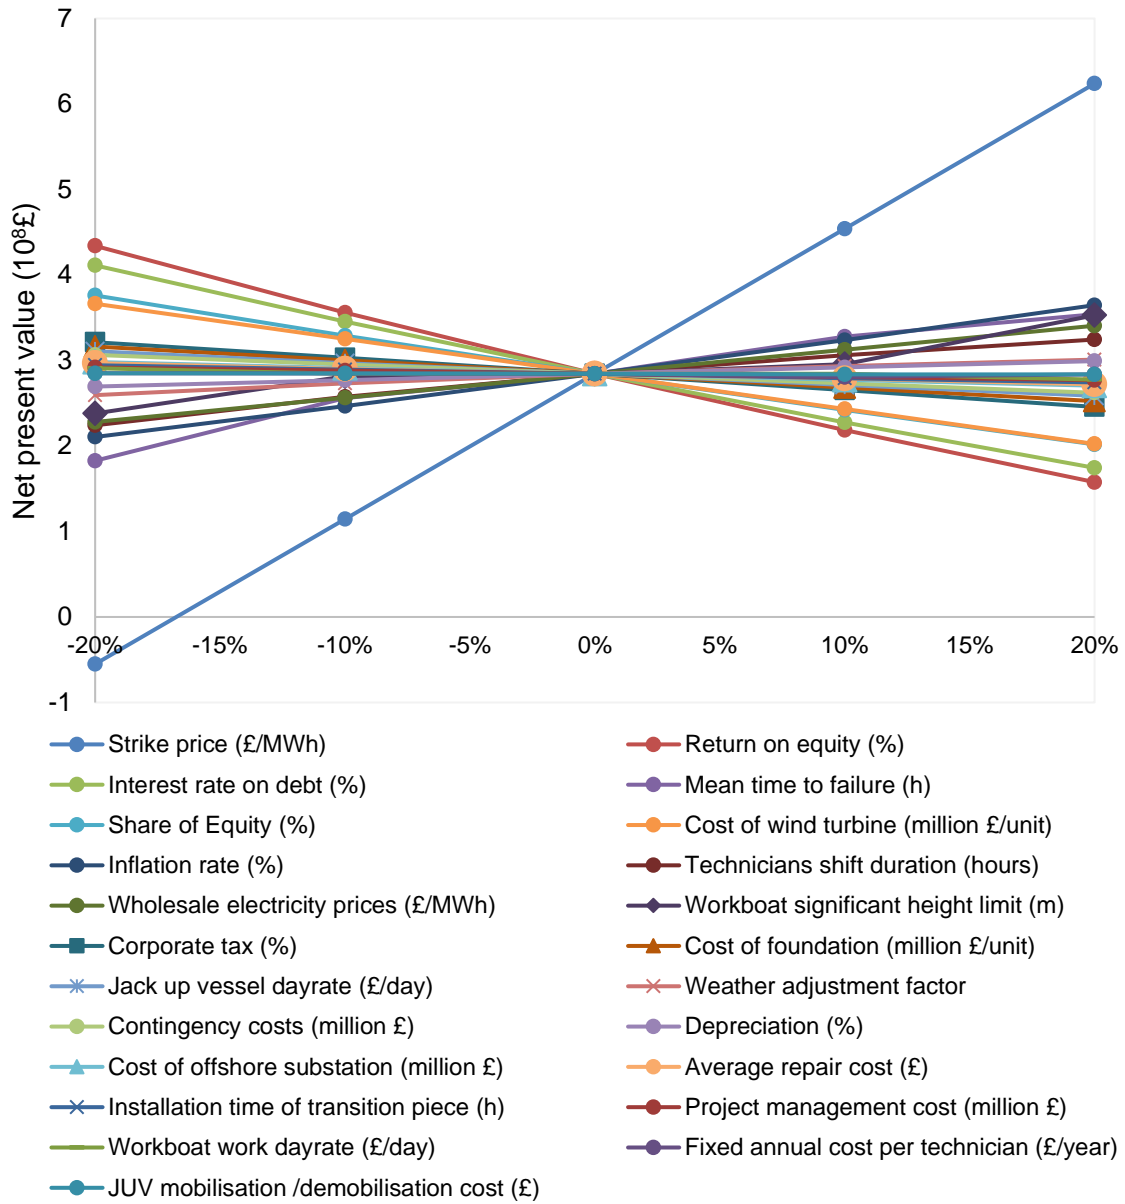 7
6
5
4
3
2
1
0
-1
Net present value (10⁸£)
-20% -15% -10% -5% 0% 5% 10% 15% 20%
Strike price (£/MWh)
Return on equity (%)
Interest rate on debt (%)
Mean time to failure (h)
Share of Equity (%)
Cost of wind turbine (million £/unit)
Inflation rate (%)
Technicians shift duration (hours)
Wholesale electricity prices (£/MWh)
Workboat significant height limit (m)
Corporate tax (%)
Cost of foundation (million £/unit)
Jack up vessel dayrate (£/day)
Weather adjustment factor
Contingency costs (million £)
Depreciation (%)
Cost of offshore substation (million £)
Average repair cost (£)
Installation time of transition piece (h)
Project management cost (million £)
Workboat work dayrate (£/day)
Fixed annual cost per technician (£/year)
JUV mobilisation /demobilisation cost (£)